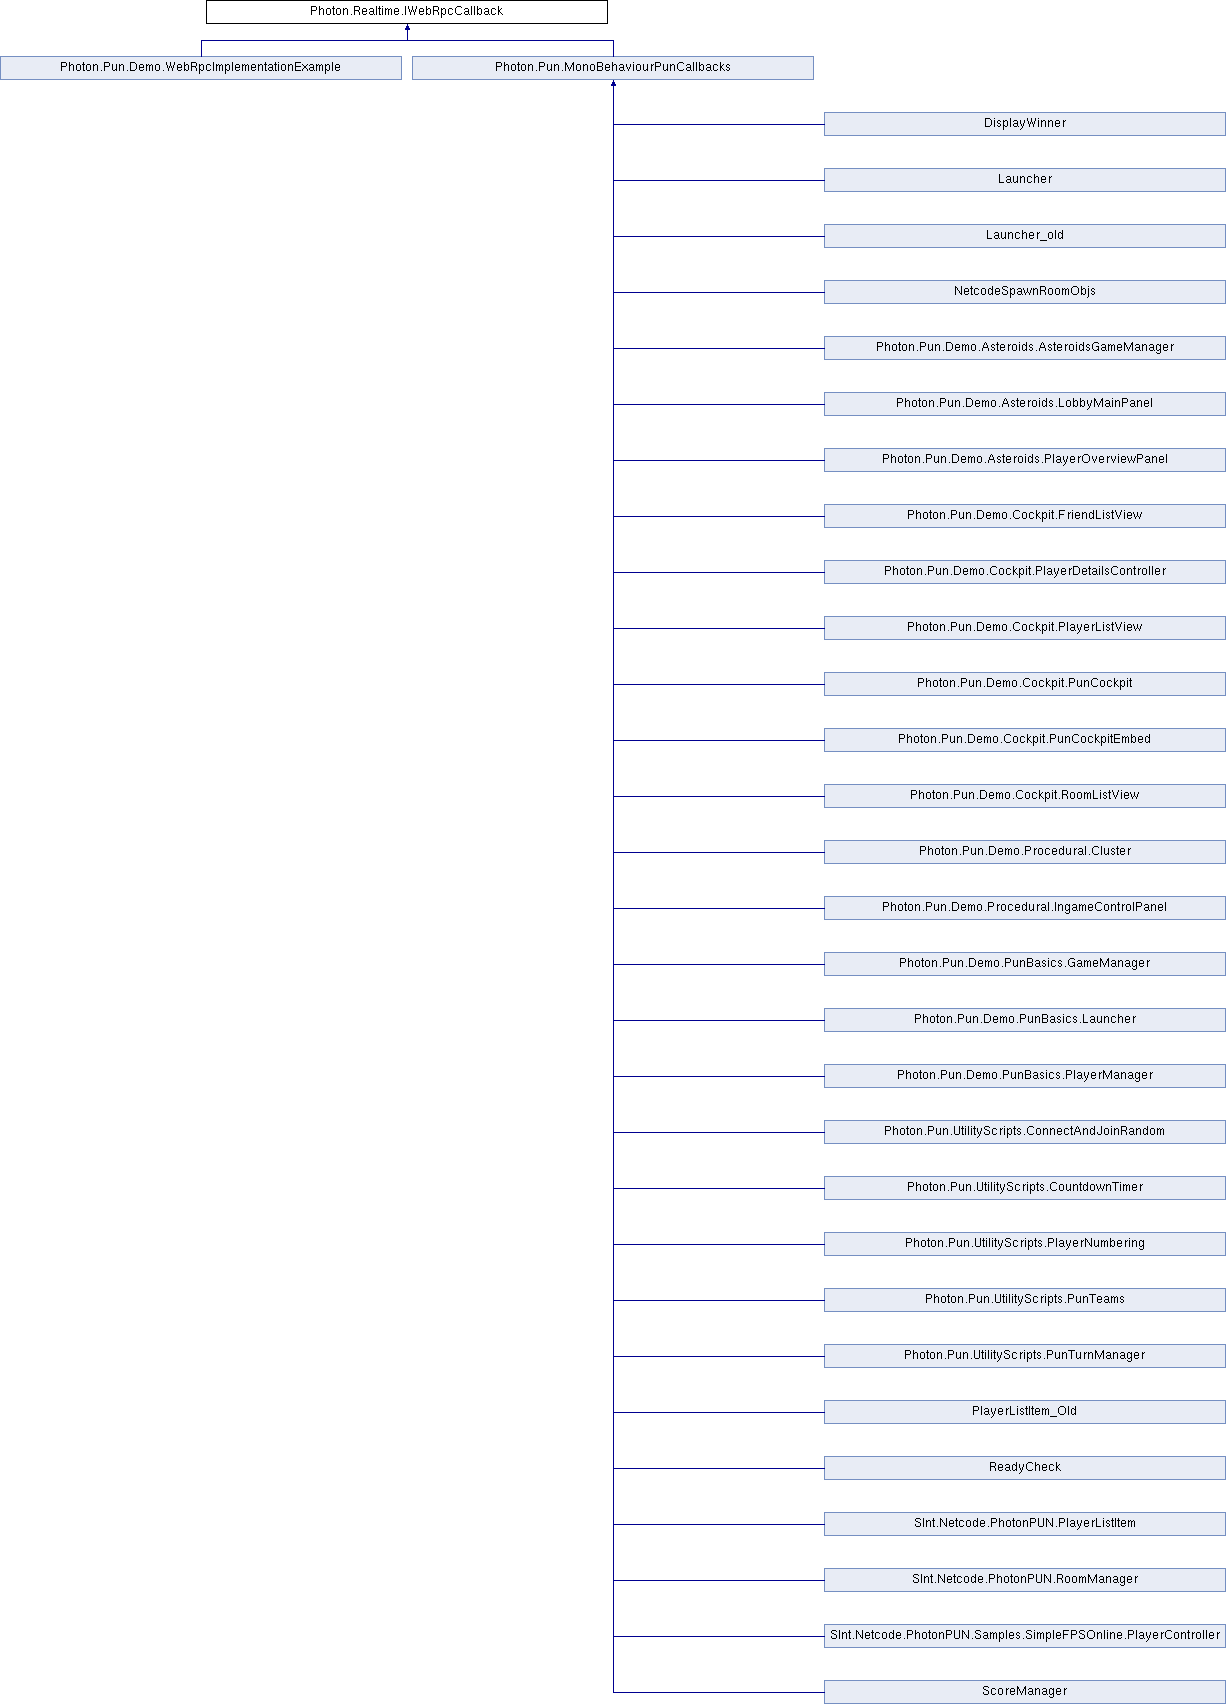 Photon.Realtime.IWebRpcCallback
Photon.Pun.Demo.WebRpcImplementationExample
Photon.Pun.MonoBehaviourPunCallbacks
DisplayWinner
Launcher
Launcher_old
NetcodeSpawnRoomObjs
Photon.Pun.Demo.Asteroids.AsteroidsGameManager
Photon.Pun.Demo.Asteroids.LobbyMainPanel
Photon.Pun.Demo.Asteroids.PlayerOverviewPanel
Photon.Pun.Demo.Cockpit.FriendListView
Photon.Pun.Demo.Cockpit.PlayerDetailsController
Photon.Pun.Demo.Cockpit.PlayerListView
Photon.Pun.Demo.Cockpit.PunCockpit
Photon.Pun.Demo.Cockpit.PunCockpitEmbed
Photon.Pun.Demo.Cockpit.RoomListView
Photon.Pun.Demo.Procedural.Cluster
Photon.Pun.Demo.Procedural.IngameControlPanel
Photon.Pun.Demo.PunBasics.GameManager
Photon.Pun.Demo.PunBasics.Launcher
Photon.Pun.Demo.PunBasics.PlayerManager
Photon.Pun.UtilityScripts.ConnectAndJoinRandom
Photon.Pun.UtilityScripts.CountdownTimer
Photon.Pun.UtilityScripts.PlayerNumbering
Photon.Pun.UtilityScripts.PunTeams
Photon.Pun.UtilityScripts.PunTurnManager
PlayerListItem_Old
ReadyCheck
SInt.Netcode.PhotonPUN.PlayerListItem
SInt.Netcode.PhotonPUN.RoomManager
SInt.Netcode.PhotonPUN.Samples.SimpleFPSOnline.PlayerController
ScoreManager